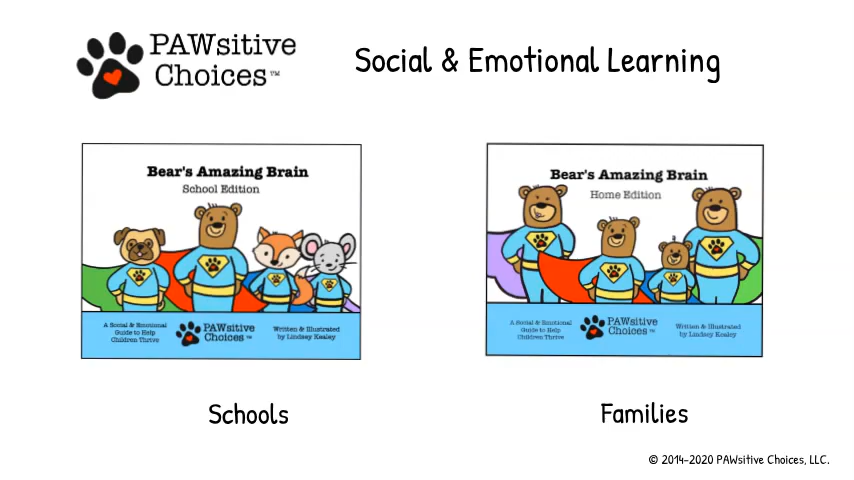 PAWsitive
Choices™
Social & Emotional Learning
Bear's Amazing Brain
School Edition
A Social & Emotional
Guide to Help
Children Thrive
PAWsitive
Choices™
Written & Illustrated
by Lindsey Kealey
Bear's Amazing Brain
Home Edition
A Social & Emotional
Guide to Help
Children Thrive
PAWsitive
Choices™
Written & Illustrated
by Lindsey Kealey
Schools
Families
© 2014-2020 PAWsitive Choices, LLC.